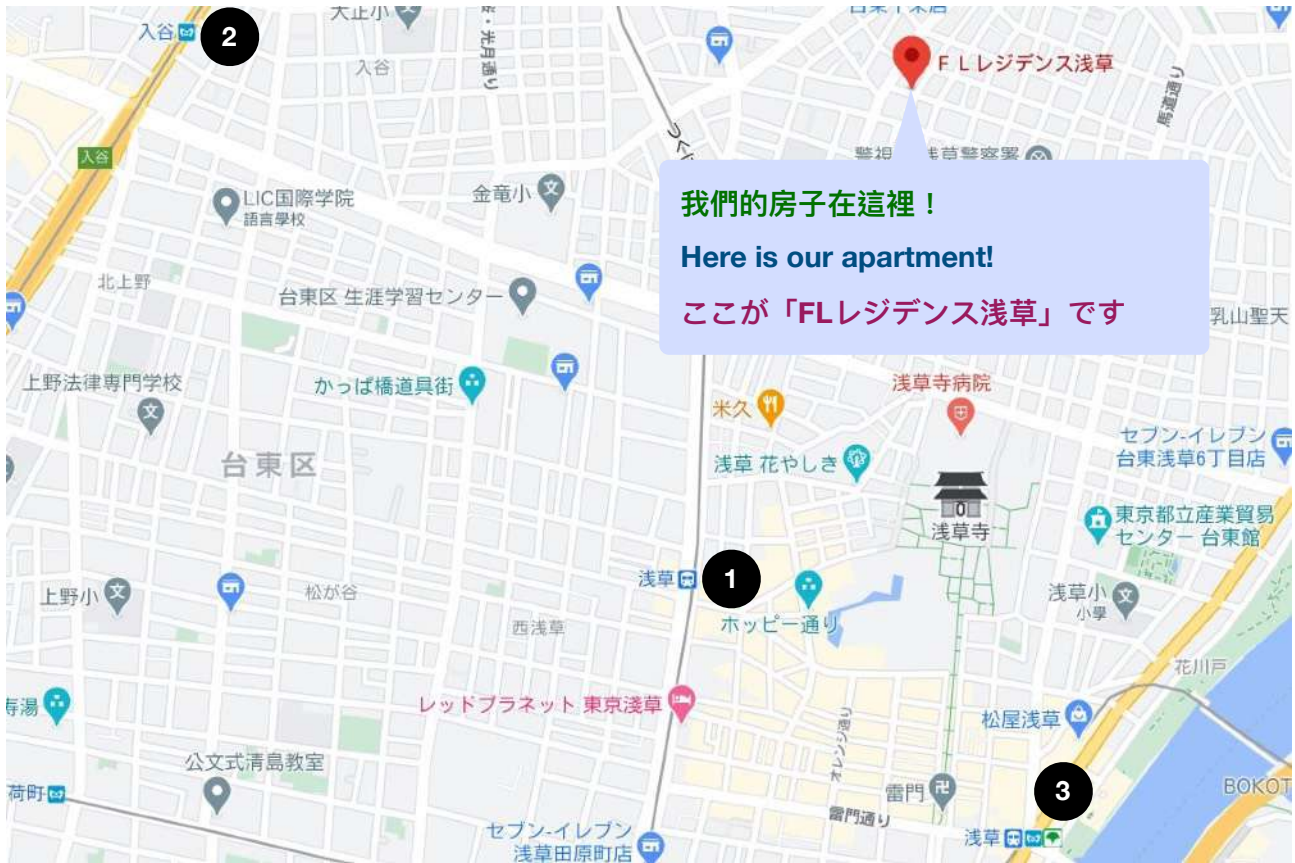 大正小
入谷
2
入谷
光月通り
FLレジデンス浅草
馬道通り
入谷
LIC国際学院
語言學校
金竜小
我們的房子在這裡！
Here is our apartment!
ここが「FLレジデンス浅草」です
北上野
台東区 生涯学習センター
乳山聖天
上野法律専門学校
かっぱ橋道具街
浅草寺病院
米久
セブン-イレブン
台東浅草6丁目店
台東区
浅草 花やしき
浅草寺
東京都立産業貿易
センター 台東館
浅草
1
上野小
松が谷
浅草小
小學
西浅草
ホッピー通り
花川戸
寿湯
レッドプラネット 東京淺草
松屋浅草
オレンジ通り
公文式清島教室
荷町
雷門
3
BOKOT
雷門通り
セブン-イレブン
浅草田原町店
浅草